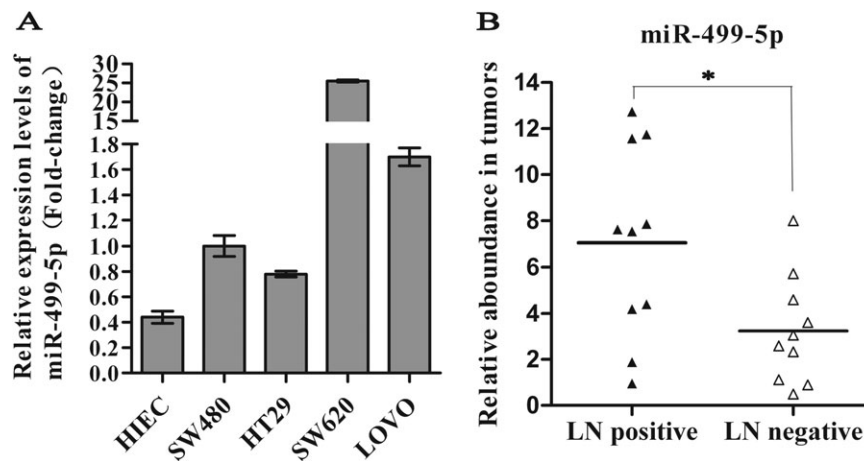 A
Relative expression levels of
miR-499-5p (Fold-change)
30
25
20
15
1.8
1.6
1.4
1.2
1.0
0.8
0.6
0.4
0.2
0.0
HIEC
SW480
HT29
SW620
LOVO
B
miR-499-5p
*
Relative aboundance in tumors
14
12
10
8
6
4
2
0
LN positive
LN negative